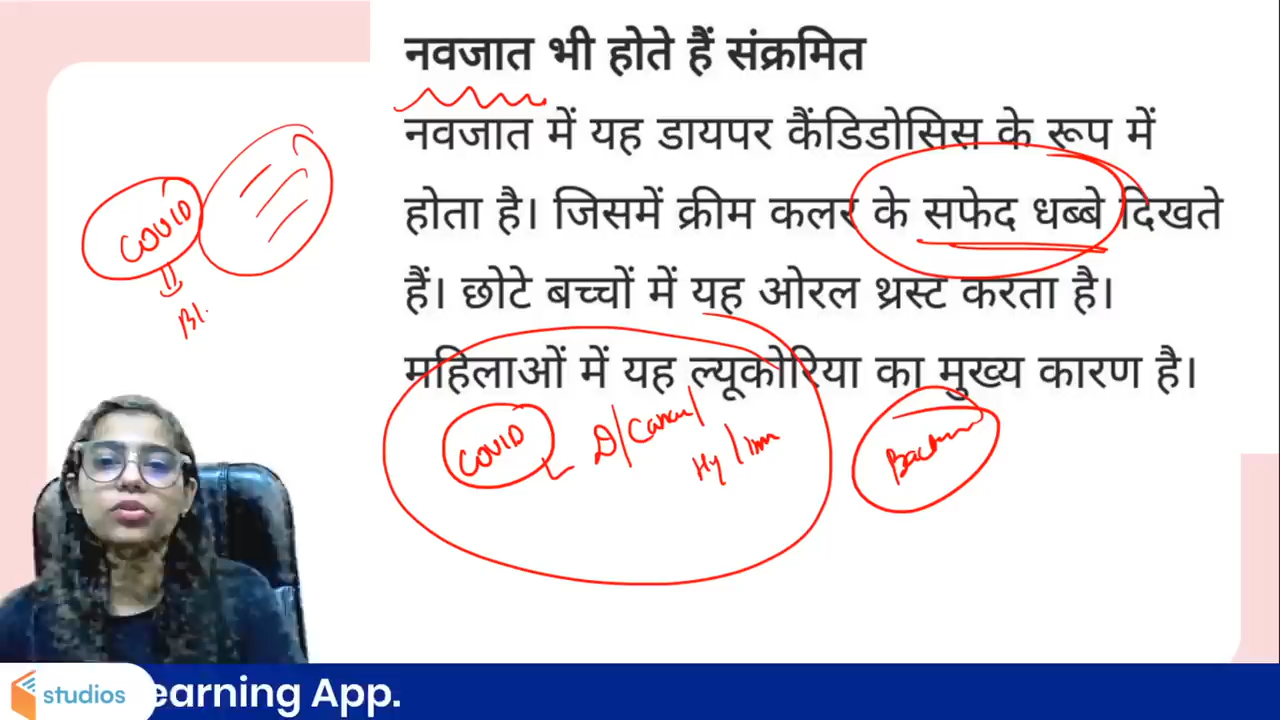 नवजात भी होते हैं संक्रमित
नवजात में यह डायपर कैंडिडोसिस के रूप में
होता है। जिसमें क्रीम कलर के सफेद धब्बे दिखते
हैं। छोटे बच्चों में यह ओरल थ्रस्ट करता है।
महिलाओं में यह ल्यूकोरिया का मुख्य कारण है।
COVID
Bl.
COVID
studios
earning App.